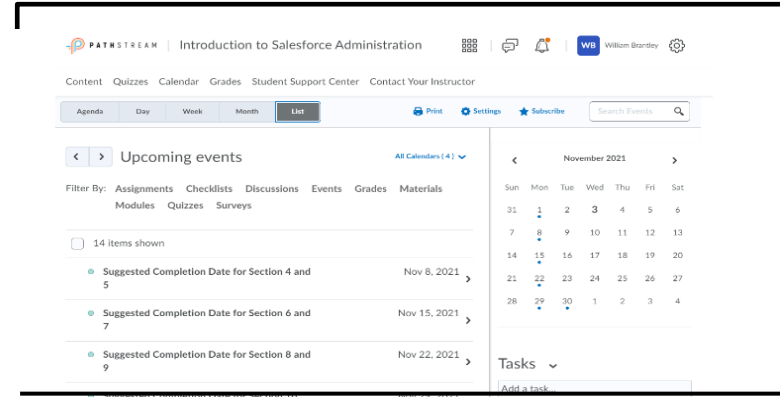 PATHSTREAM | Introduction to Salesforce Administration WB William Brantley
Content Quizzes Calendar Grades Student Support Center Contact Your Instructor
Agenda Day Week Month List Print Settings Subscribe Search Events
Upcoming events All Calendars ( 4 )
Filter By: Assignments Checklists Discussions Events Grades Materials
Modules Quizzes Surveys
14 items shown
Suggested Completion Date for Section 4 and
5
Nov 8, 2021
Suggested Completion Date for Section 6 and
7
Nov 15, 2021
Suggested Completion Date for Section 8 and
9
Nov 22, 2021
November 2021
Sun Mon Tue Wed Thu Fri Sat
31 1 2 3 4 5 6
7 8 9 10 11 12 13
14 15 16 17 18 19 20
21 22 23 24 25 26 27
28 29 30 1 2 3 4
Tasks
Add a task...